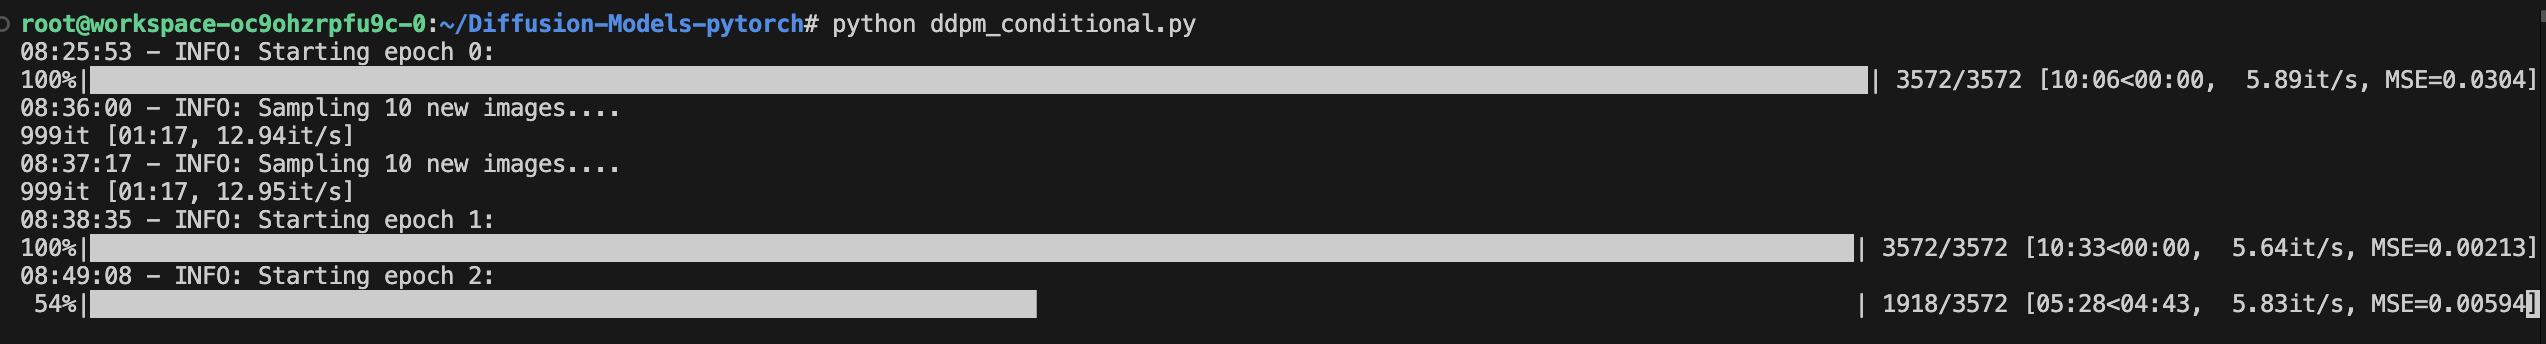 root@workspace-oc9ohzrpfu9c-0:~/Diffusion-Models-pytorch# python ddpm_conditional.py
08:25:53 - INFO: Starting epoch 0:
100%|| 3572/3572 [10:06<00:00,  5.89it/s, MSE=0.0304]
08:36:00 - INFO: Sampling 10 new images....
999it [01:17, 12.94it/s]
08:37:17 - INFO: Sampling 10 new images....
999it [01:17, 12.95it/s]
08:38:35 - INFO: Starting epoch 1:
100%|| 3572/3572 [10:33<00:00,  5.64it/s, MSE=0.00213]
08:49:08 - INFO: Starting epoch 2:
54%|| 1918/3572 [05:28<04:43,  5.83it/s, MSE=0.00594]